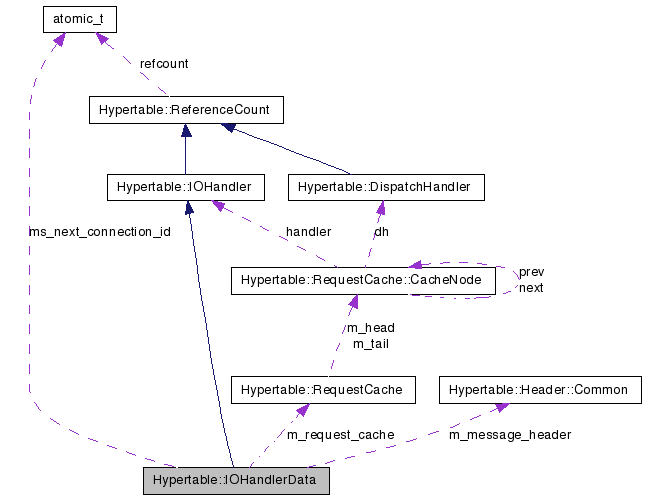 atomic_t
refcount
Hypertable::ReferenceCount
Hypertable::IOHandler
Hypertable::DispatchHandler
ms_next_connection_id
handler
dh
Hypertable::RequestCache::CacheNode
prev
next
m_head
m_tail
Hypertable::RequestCache
Hypertable::Header::Common
m_request_cache
m_message_header
Hypertable::IOHandlerData